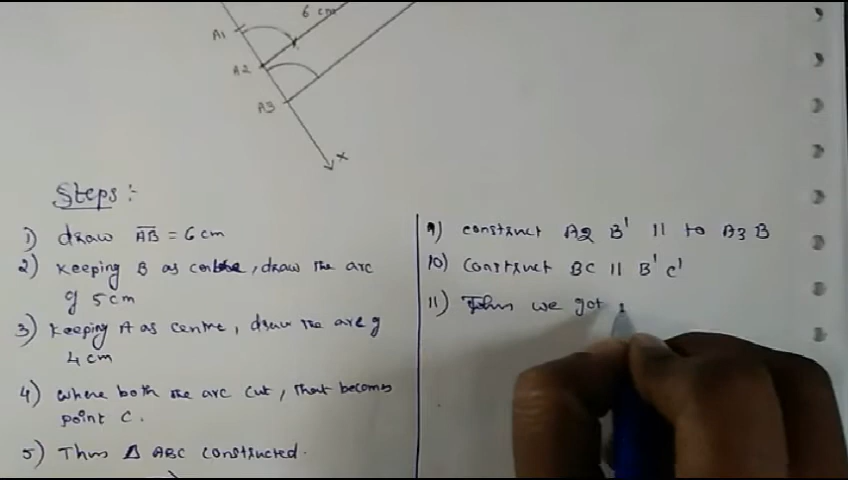 6 cm
A1
A2
A3
X
Steps :-
1) draw AB = 6 cm
2) Keeping B as centre, draw the arc
of 5 cm
3) Keeping A as centre, draw the arc of
4 cm
4) where both the arc cut, that becomes
point C.
5) Thus Δ ABC constructed.
9) construct A2 B' || to A3 B
10) Construct BC || B' C'
11) Thus we got